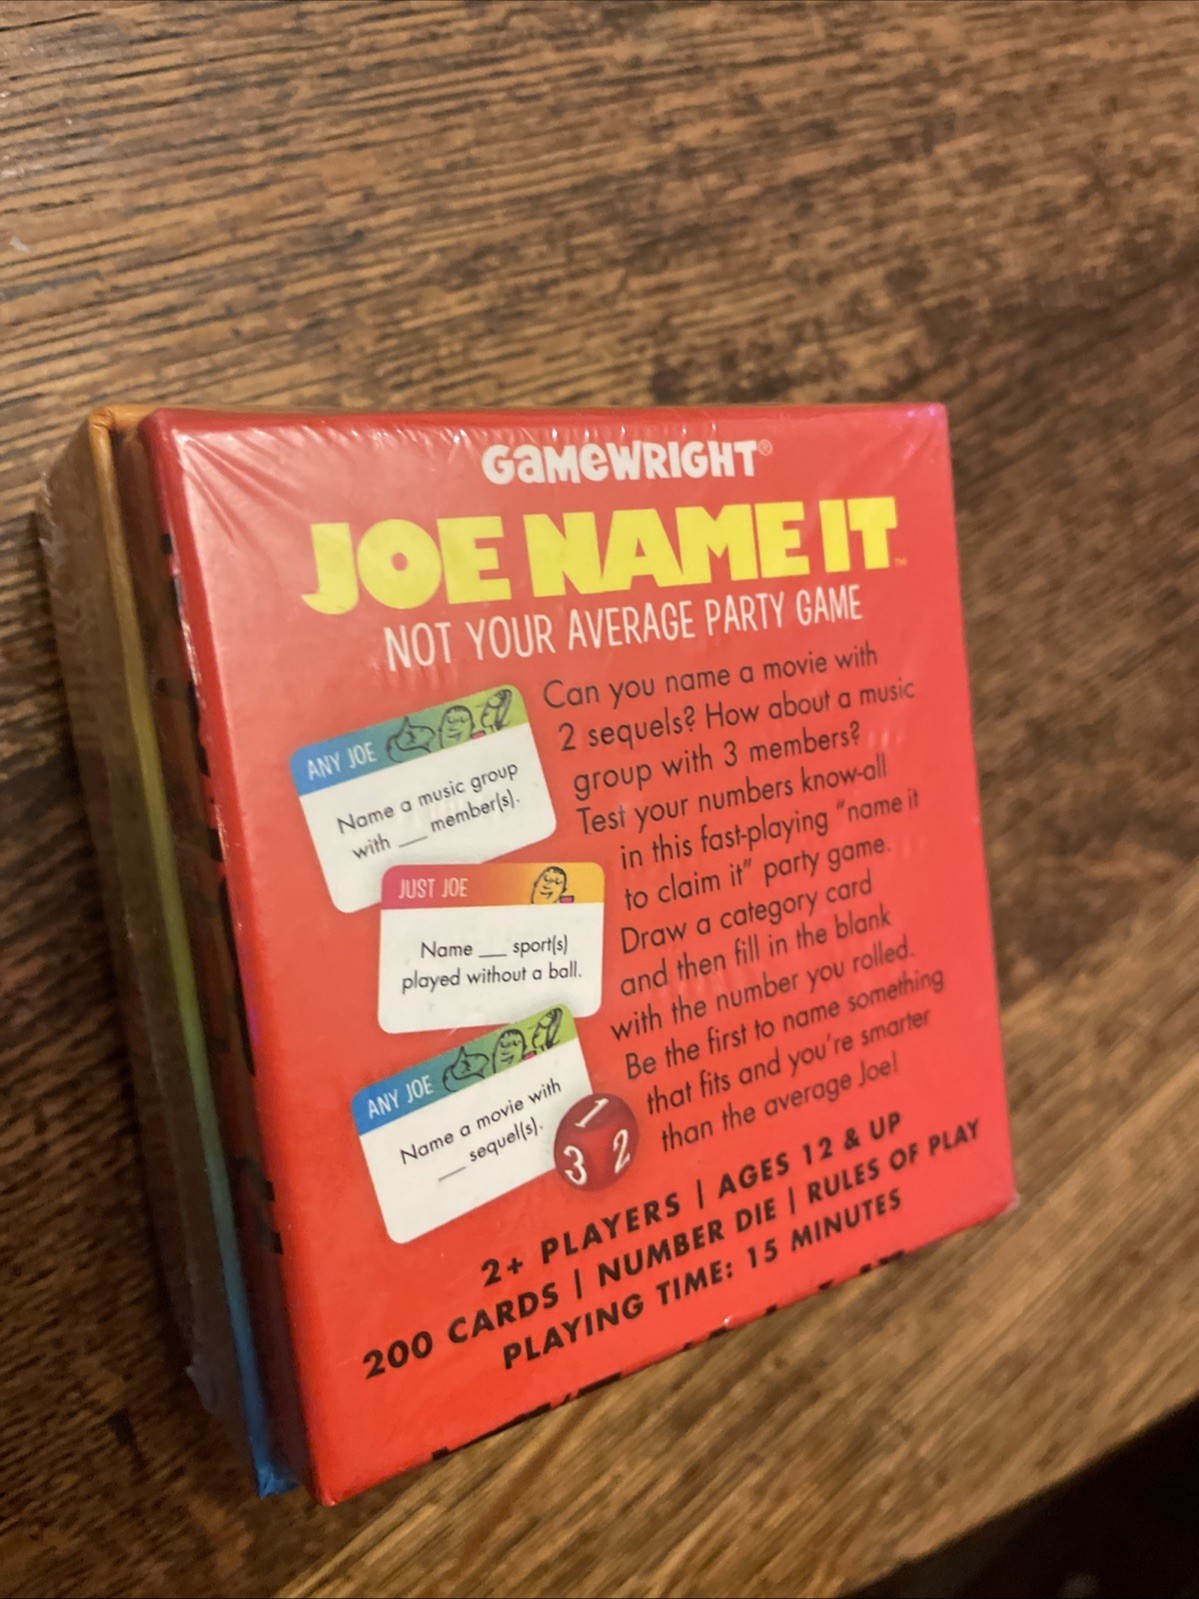 GAMEWRIGHT®
JOE NAME IT™
NOT YOUR AVERAGE PARTY GAME
Can you name a movie with
2 sequels? How about a music
group with 3 members?
Test your numbers know-all
in this fast-playing "name it
to claim it" party game.
Draw a category card
and then fill in the blank
with the number you rolled.
Be the first to name something
that fits and you're smarter
than the average Joe!
ANY JOE
Name a music group
with ___ member(s).
JUST JOE
Name ___ sport(s)
played without a ball.
ANY JOE
Name a movie with
___ sequel(s).
1
3 2
2+ PLAYERS | AGES 12 & UP
200 CARDS | NUMBER DIE | RULES OF PLAY
PLAYING TIME: 15 MINUTES